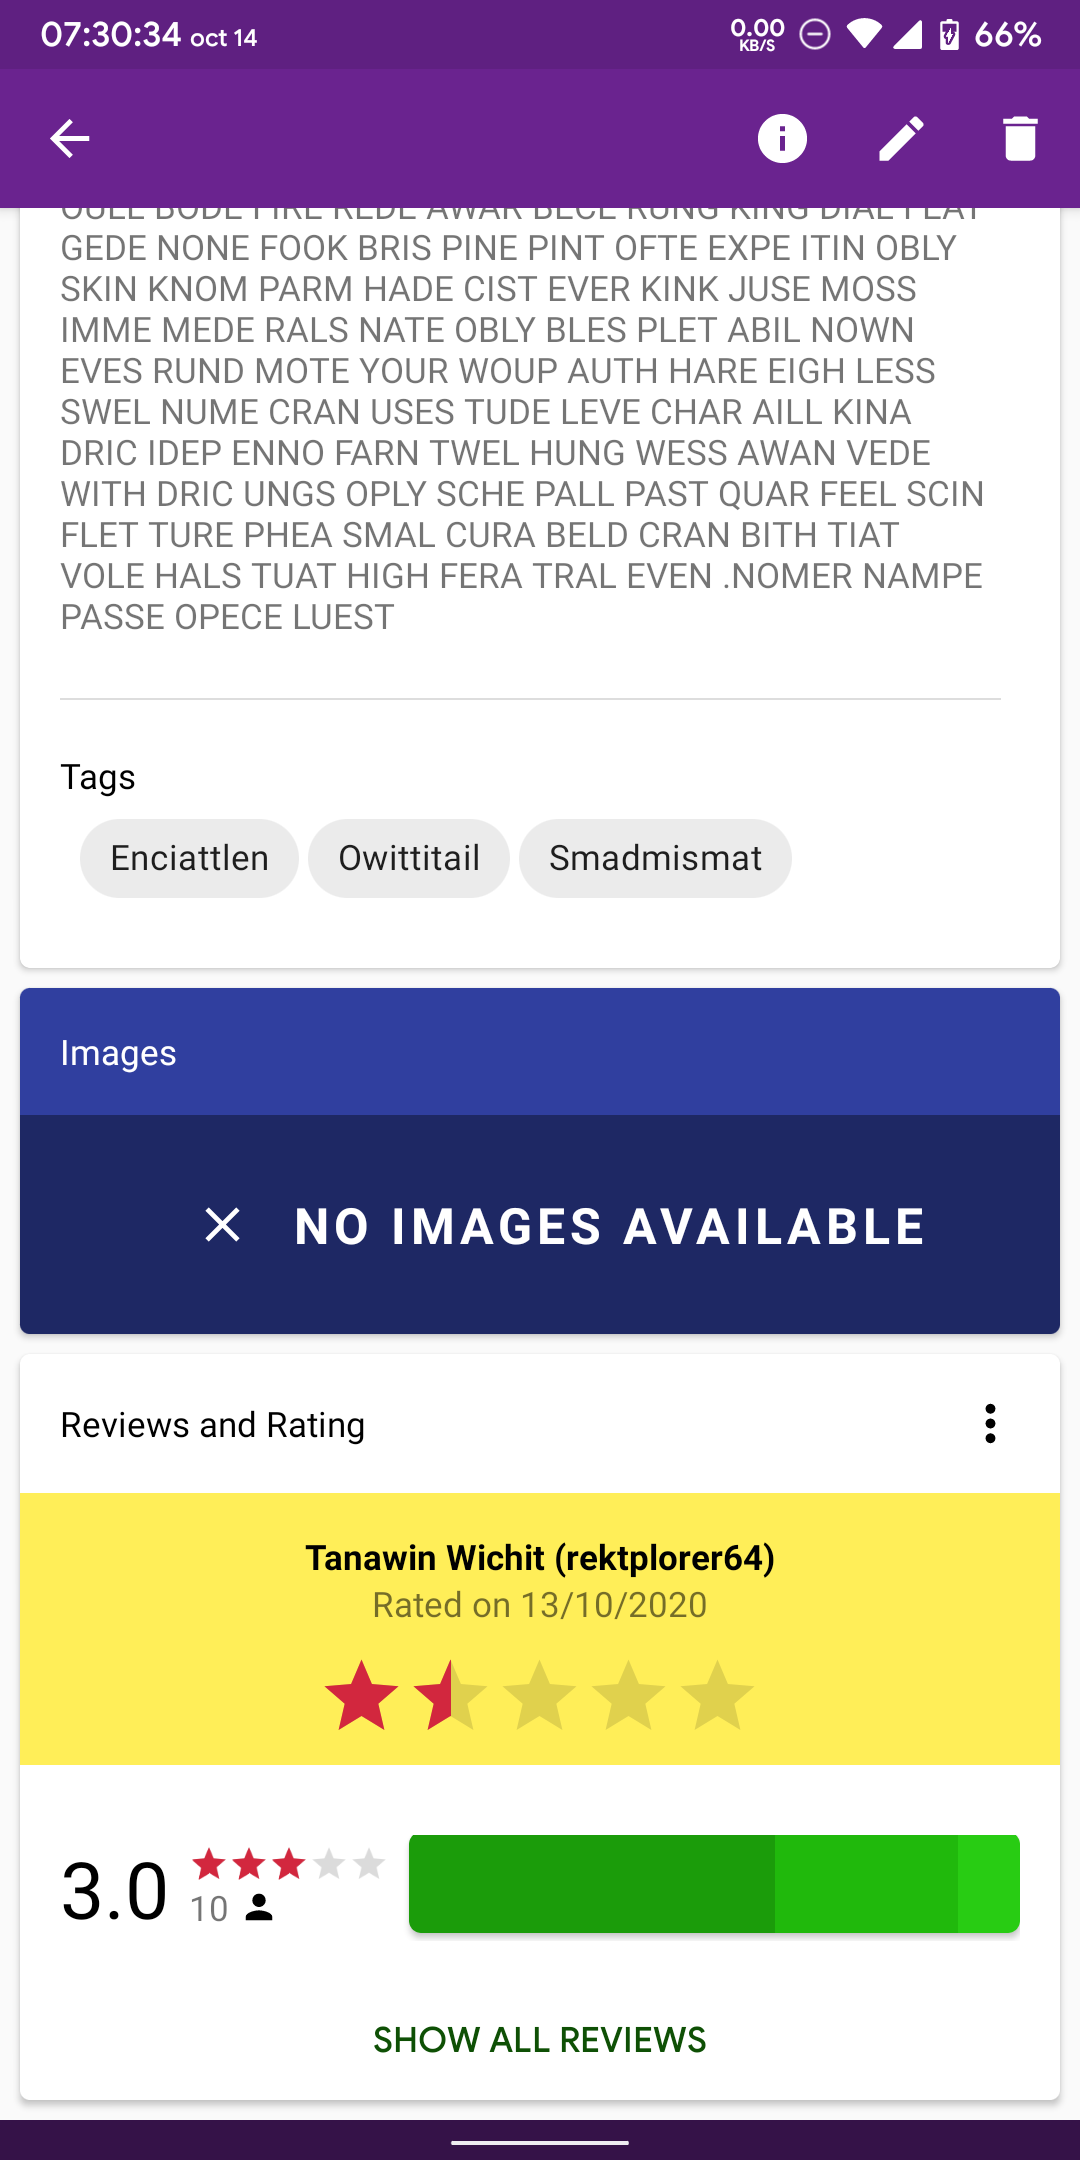 07:30:34 oct 14 0.00 KB/S 66%
GEDE NONE FOOK BRIS PINE PINT OFTE EXPE ITIN OBLY
SKIN KNOM PARM HADE CIST EVER KINK JUSE MOSS
IMME MEDE RALS NATE OBLY BLES PLET ABIL NOWN
EVES RUND MOTE YOUR WOUP AUTH HARE EIGH LESS
SWEL NUME CRAN USES TUDE LEVE CHAR AILL KINA
DRIC IDEP ENNO FARN TWEL HUNG WESS AWAN VEDE
WITH DRIC UNGS OPLY SCHE PALL PAST QUAR FEEL SCIN
FLET TURE PHEA SMAL CURA BELD CRAN BITH TIAT
VOLE HALS TUAT HIGH FERA TRAL EVEN .NOMER NAMPE
PASSE OPECE LUEST
Tags
Enciattlen Owittitail Smadmismat
Images
NO IMAGES AVAILABLE
Reviews and Rating
Tanawin Wichit (rektplorer64)
Rated on 13/10/2020
3.0
10
SHOW ALL REVIEWS